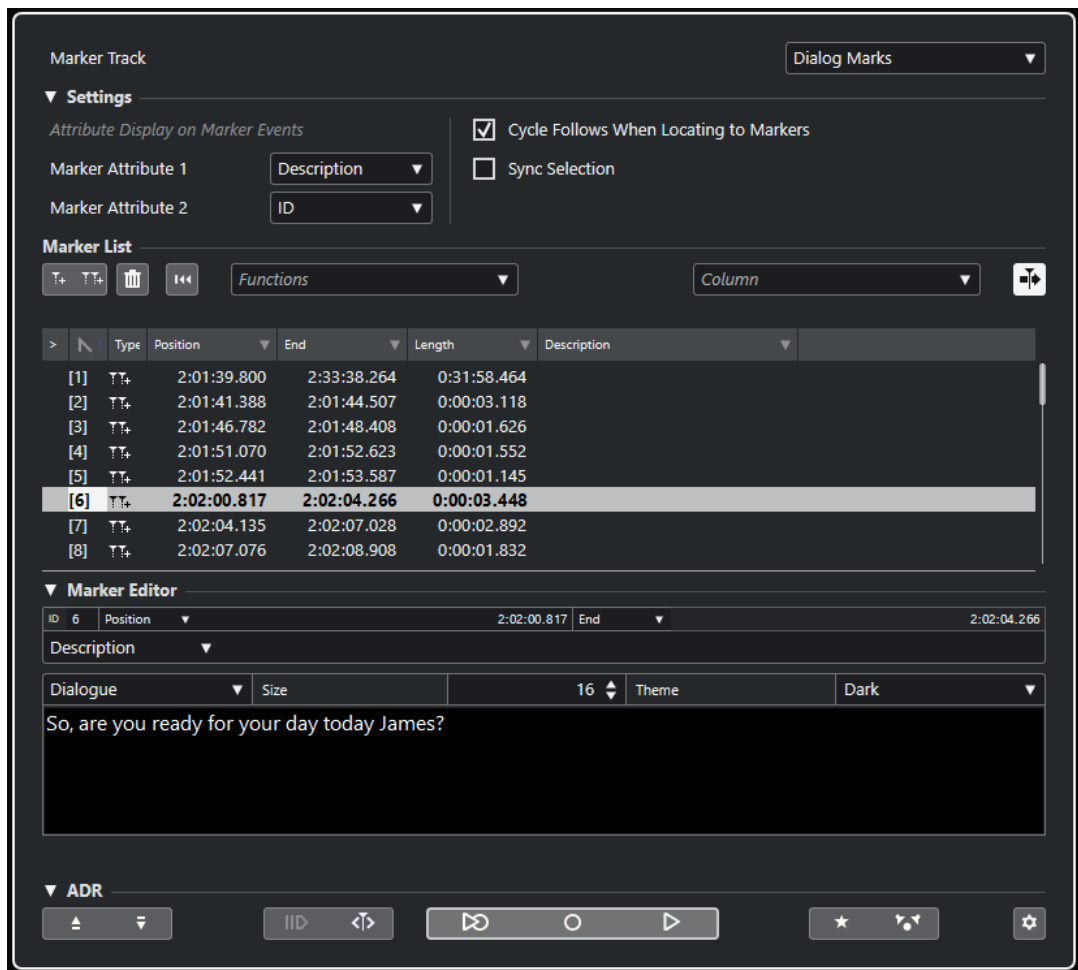 Marker Track Dialog Marks
Settings
Attribute Display on Marker Events Cycle Follows When Locating to Markers
Marker Attribute 1 Description Sync Selection
Marker Attribute 2 ID
Marker List
Functions Column
> Type Position End Length Description
[1] 2:01:39.800 2:33:38.264 0:31:58.464
[2] 2:01:41.388 2:01:44.507 0:00:03.118
[3] 2:01:46.782 2:01:48.408 0:00:01.626
[4] 2:01:51.070 2:01:52.623 0:00:01.552
[5] 2:01:52.441 2:01:53.587 0:00:01.145
[6] 2:02:00.817 2:02:04.266 0:00:03.448
[7] 2:02:04.135 2:02:07.028 0:00:02.892
[8] 2:02:07.076 2:02:08.908 0:00:01.832
Marker Editor
ID 6 Position 2:02:00.817 End 2:02:04.266
Description
Dialogue Size 16 Theme Dark
So, are you ready for your day today James?
ADR